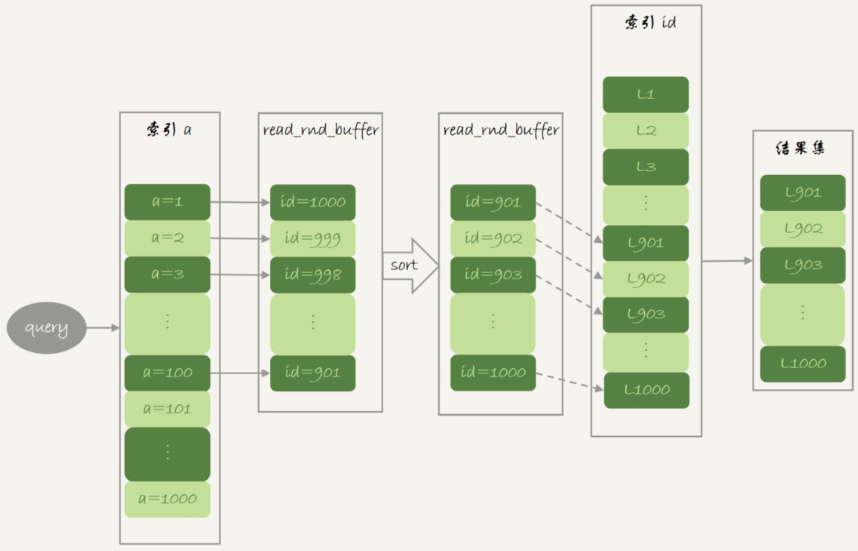 query
索引 a
a=1
a=2
a=3
⋮
a=100
a=101
⋮
a=1000
read_rnd_buffer
id=1000
id=999
id=998
⋮
id=901
sort
read_rnd_buffer
id=901
id=902
id=903
⋮
id=1000
索引 id
L1
L2
L3
⋮
L901
L902
L903
⋮
L1000
结果集
L901
L902
L903
⋮
L1000